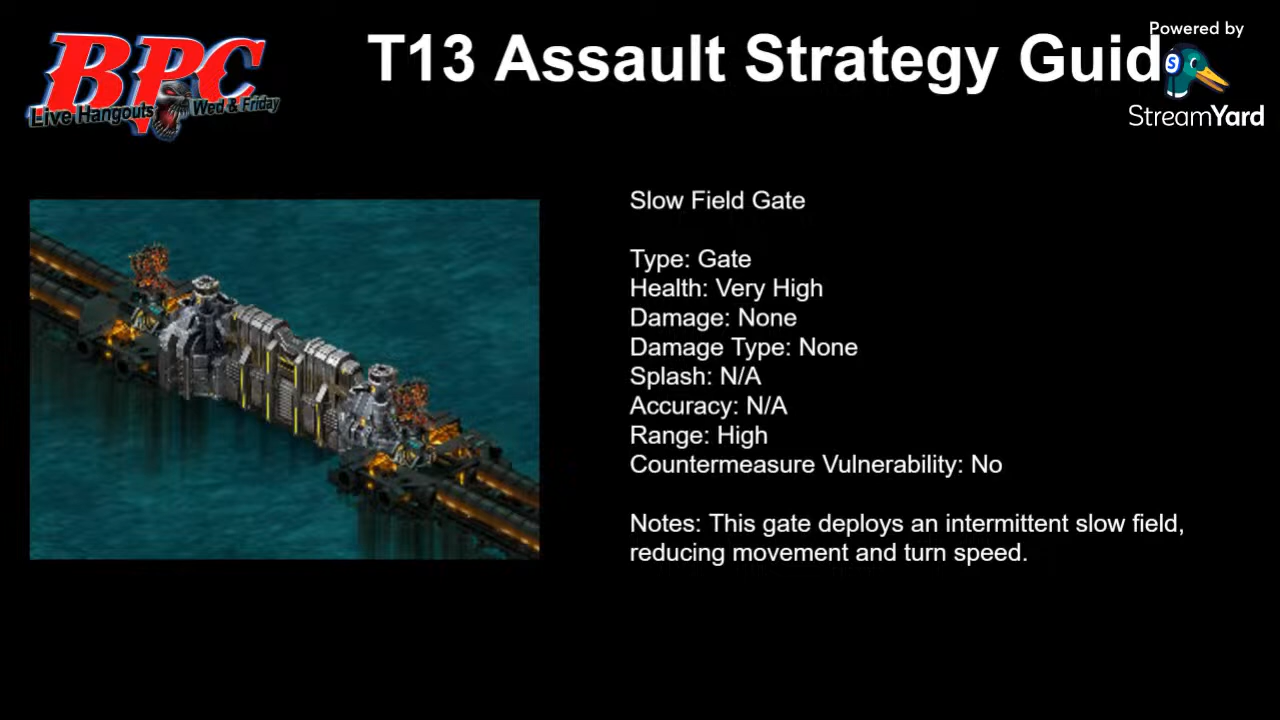 BPC
Live Hangouts Wed & Friday
T13 Assault Strategy Guid
Powered by
S
StreamYard
Slow Field Gate
Type: Gate
Health: Very High
Damage: None
Damage Type: None
Splash: N/A
Accuracy: N/A
Range: High
Countermeasure Vulnerability: No
Notes: This gate deploys an intermittent slow field,
reducing movement and turn speed.